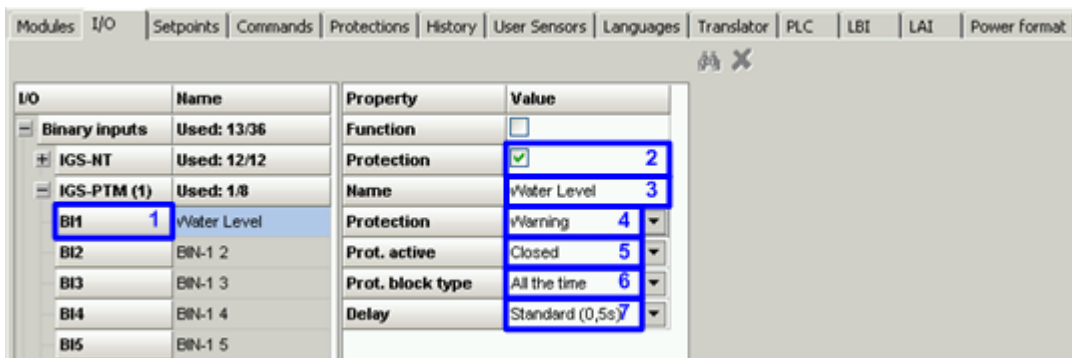 Modules I/O Setpoints Commands Protections History User Sensors Languages Translator PLC LBI LAI Power format
I/O Name Property Value
Binary inputs Used: 13/36 Function
IGS-NT Used: 12/12 Protection 2
IGS-PTM (1) Used: 1/8 Name Water Level 3
BI1 1 Water Level Protection Warning 4
BI2 BIN-1 2 Prot. active Closed 5
BI3 BIN-1 3 Prot. block type All the time 6
BI4 BIN-1 4 Delay Standard (0,5s) 7
BI5 BIN-1 5